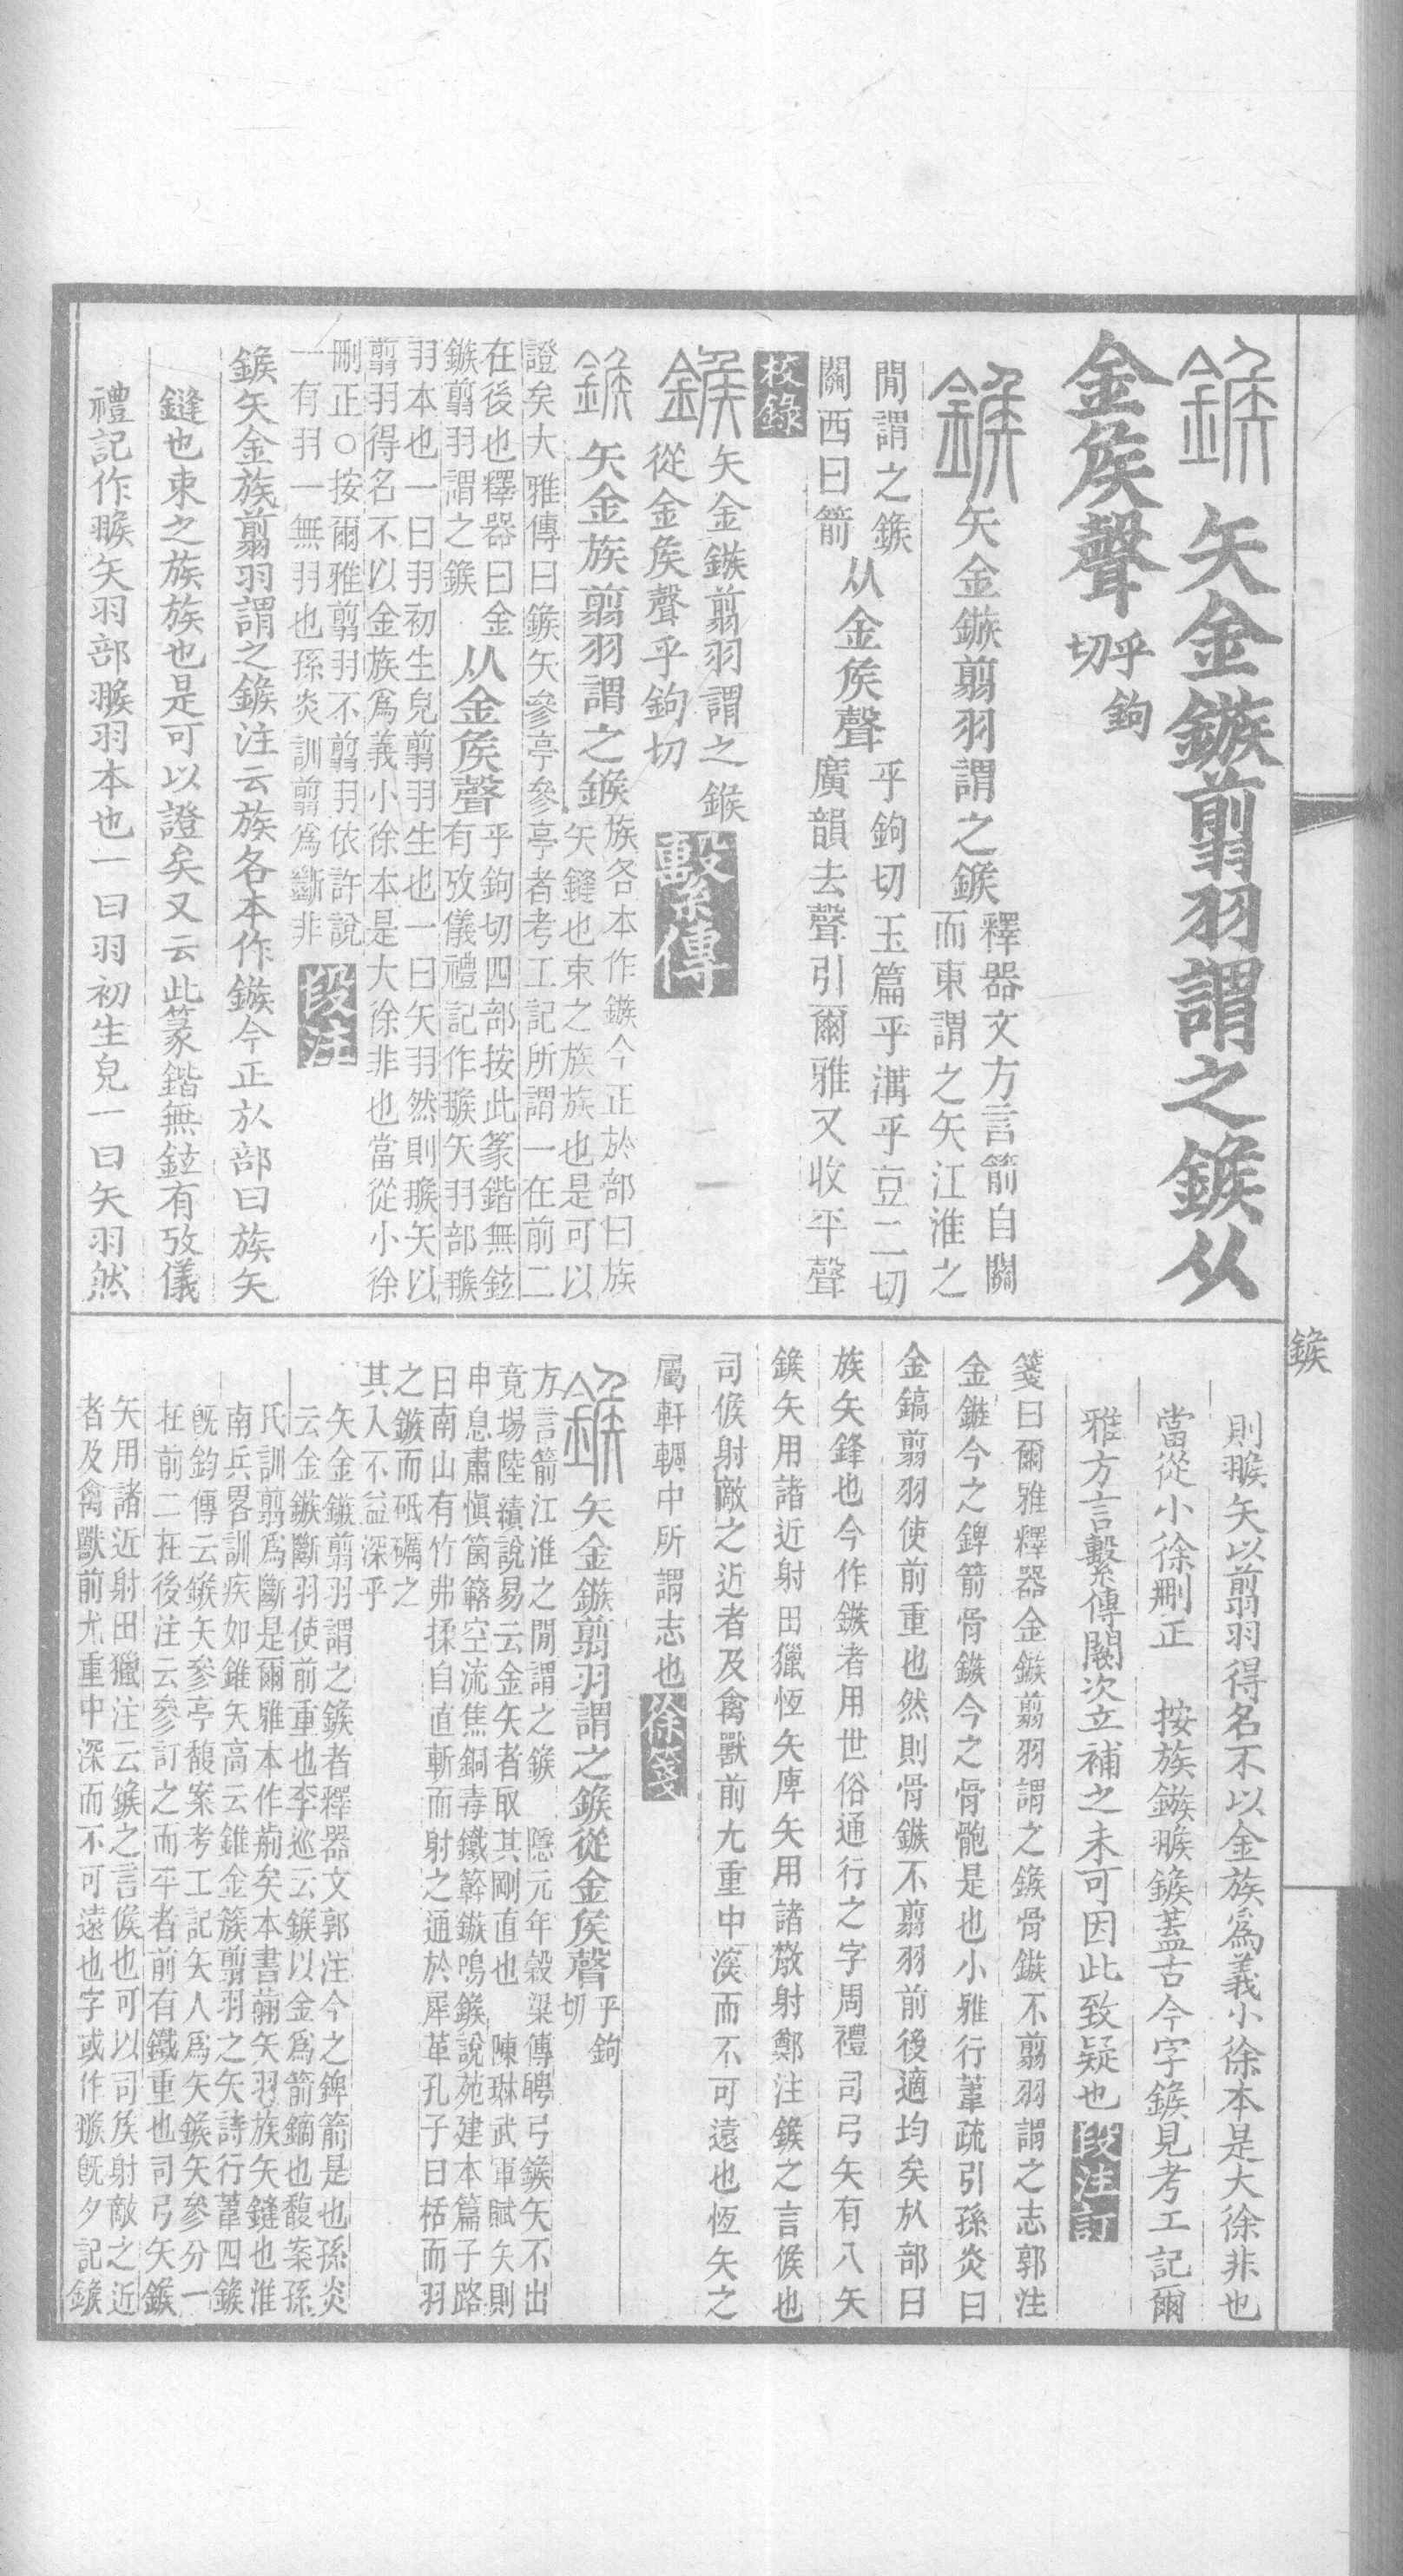 鍭 矢金鏃翦羽謂之鍭从
金矦聲乎鉤切
鍭 矢金鏃翦羽謂之鍭釋器文方言箭自關
而東謂之矢江淮之
閒謂之鍭
關西曰箭从金矦聲乎鉤切玉篇乎溝乎豆二切
廣韻去聲引爾雅又收平聲
校錄
鍭 矢金鏃翦羽謂之鍭
從金矦聲乎鉤切 繫傳
鍭 矢金族翦羽謂之鍭族各本作鏃今正㫃部曰族
矢鏠也束之族族也是可以
證矣大雅傳曰鍭矢參亭參亭者考工記所謂一在前二
在後也釋器曰金
鏃翦羽謂之鍭从金矦聲乎鉤切四部按此篆鍇無鉉
有攷儀禮記作翭矢羽部翭
羽本也一曰羽初生皃翦羽生也一曰矢羽然則翭矢以
翦羽得名不以金族爲義小徐本是大徐非也當從小徐
刪正○按爾雅翦羽不翦羽依許說
一有羽一無羽也孫炎訓翦爲斷非
段注
鍭矢金族翦羽謂之鍭注云族各本作鏃今正㫃部曰族矢
鏠也束之族族也是可以證矣又云此篆鍇無鉉有攷儀
禮記作翭矢羽部翭羽本也一曰羽初生皃一曰矢羽然
鍭
則翭矢以翦羽得名不以金族爲義小徐本是大徐非也
當從小徐刪正 按族鏃翭鍭蓋古今字鍭見考工記爾
雅方言繫傳闕次立補之未可因此致疑也 段注訂
箋曰爾雅釋器金鏃翦羽謂之鍭骨鏃不翦羽謂之志郭注
金鏃今之錍箭骨鏃今之骨骲是也小雅行葦疏引孫炎曰
金鏑翦羽使前重也然則骨鏃不翦羽前後適均矣㫃部曰
族矢鋒也今作鏃者用世俗通行之字周禮司弓矢有八矢
鍭矢用諸近射田獵恆矢庳矢用諸散射鄭注鍭之言候也
司候射敵之近者及禽獸前尤重中㴱而不可遠也恆矢之
屬軒輖中所謂志也 徐箋
鍭 矢金鏃翦羽謂之鍭從金矦聲乎鉤切
方言箭江淮之閒謂之鍭 隱元年穀梁傳聘弓鍭矢不出
竟場陸績說易云金矢者取其剛直也 陳琳武軍賦矢則
申息肅愼箘簵空流焦銅毒鐵簳鏃鳴鍭說苑建本篇子路
曰南山有竹弗揉自直斬而射之通於犀革孔子曰栝而羽
之鏃而砥礪之
其入不益深乎
矢金鏃翦羽謂之鍭者釋器文郭注今之錍箭是也孫炎
云金鏃斷羽使前重也李巡云鍭以金爲箭鏑也馥案孫
氏訓翦爲斷是爾雅本作𣦃矣本書翭矢羽族矢鏠也淮
南兵畧訓疾如錐矢高云錐金簇翦羽之矢詩行葦四鍭
旣鈞傳云鍭矢參亭馥案考工記矢人爲矢鍭矢參分一
在前二在後注云參訂之而平者前有鐵重也司弓矢鍭
矢用諸近射田獵注云鍭之言候也可以司矦射敵之近
者及禽獸前尤重中深而不可遠也字或作翭旣夕記鍭